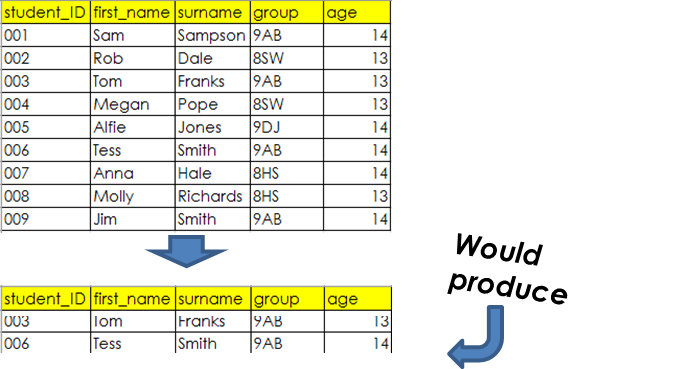 student_ID first_name surname group age
001 Sam Sampson 9AB 14
002 Rob Dale 8SW 13
003 Tom Franks 9AB 13
004 Megan Pope 8SW 13
005 Alfie Jones 9DJ 14
006 Tess Smith 9AB 14
007 Anna Hale 8HS 14
008 Molly Richards 8HS 13
009 Jim Smith 9AB 14
Would
produce
student_ID first_name surname group age
003 Tom Franks 9AB 13
006 Tess Smith 9AB 14